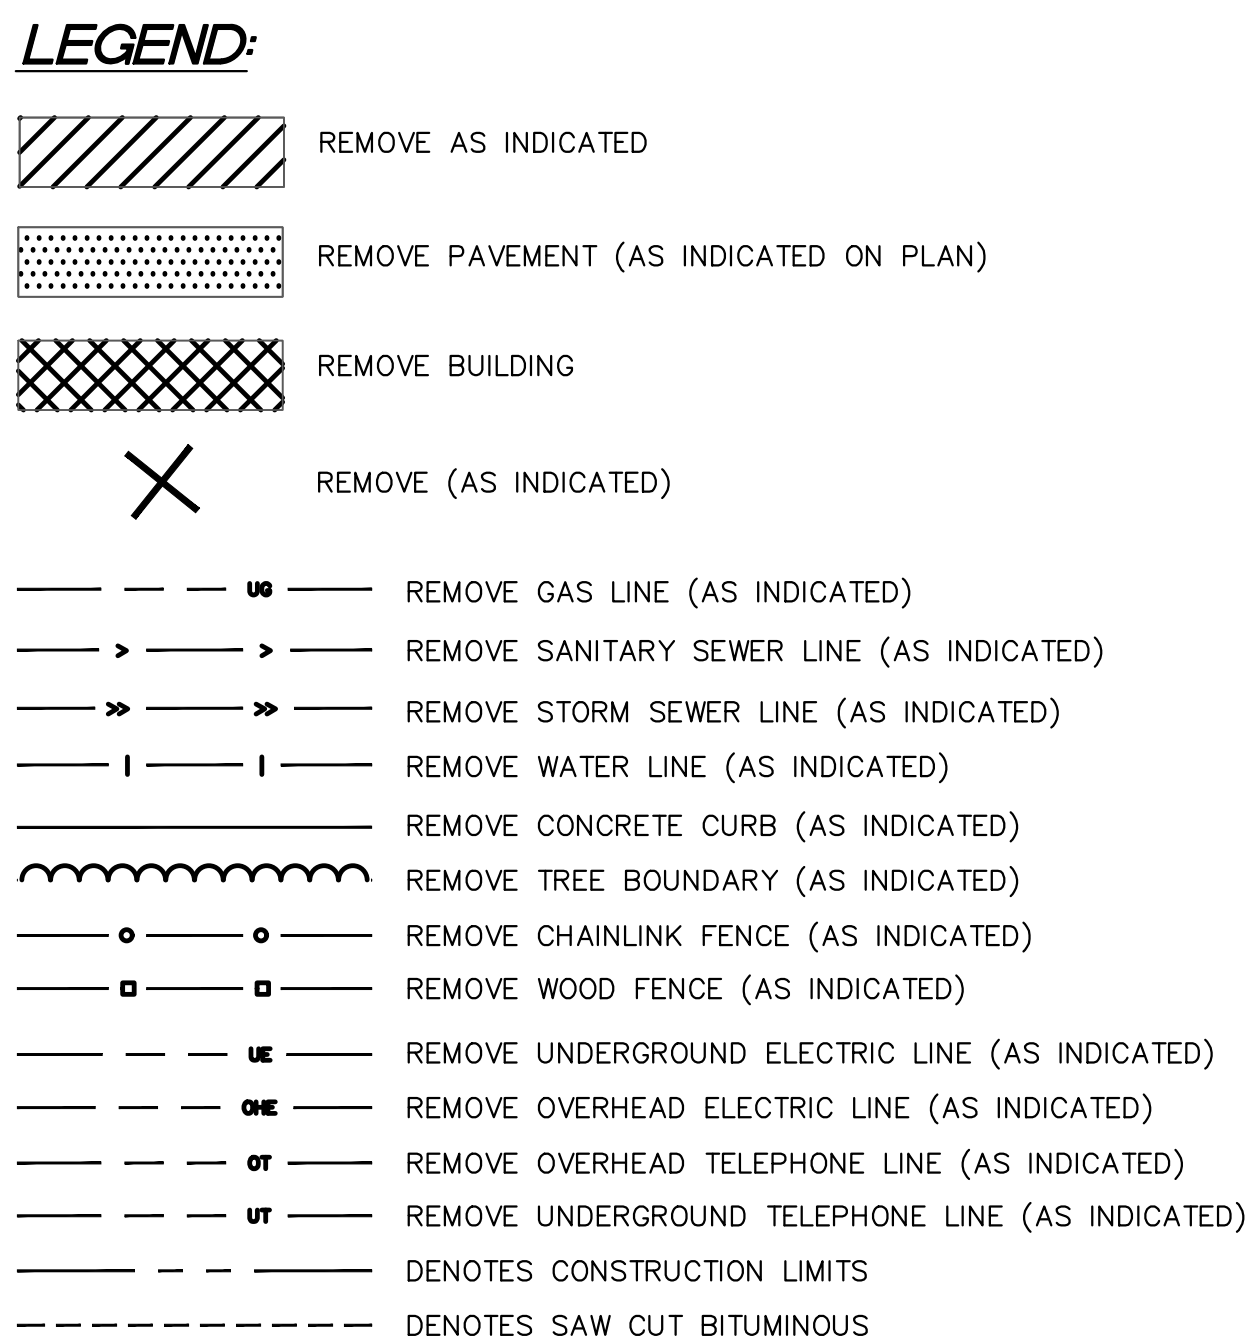 LEGEND:
REMOVE AS INDICATED
REMOVE PAVEMENT (AS INDICATED ON PLAN)
REMOVE BUILDING
REMOVE (AS INDICATED)
UG REMOVE GAS LINE (AS INDICATED)
> > REMOVE SANITARY SEWER LINE (AS INDICATED)
>> >> REMOVE STORM SEWER LINE (AS INDICATED)
REMOVE WATER LINE (AS INDICATED)
REMOVE CONCRETE CURB (AS INDICATED)
REMOVE TREE BOUNDARY (AS INDICATED)
REMOVE CHAINLINK FENCE (AS INDICATED)
REMOVE WOOD FENCE (AS INDICATED)
UE REMOVE UNDERGROUND ELECTRIC LINE (AS INDICATED)
OHE REMOVE OVERHEAD ELECTRIC LINE (AS INDICATED)
OT REMOVE OVERHEAD TELEPHONE LINE (AS INDICATED)
UT REMOVE UNDERGROUND TELEPHONE LINE (AS INDICATED)
DENOTES CONSTRUCTION LIMITS
DENOTES SAW CUT BITUMINOUS